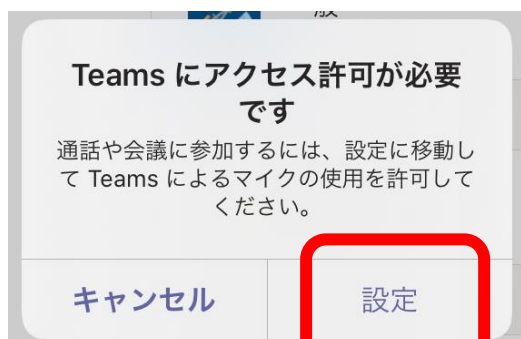 Teams にアクセス許可が必要
です
通話や会議に参加するには、設定に移動し
て Teams によるマイクの使用を許可して
ください。
キャンセル
設定